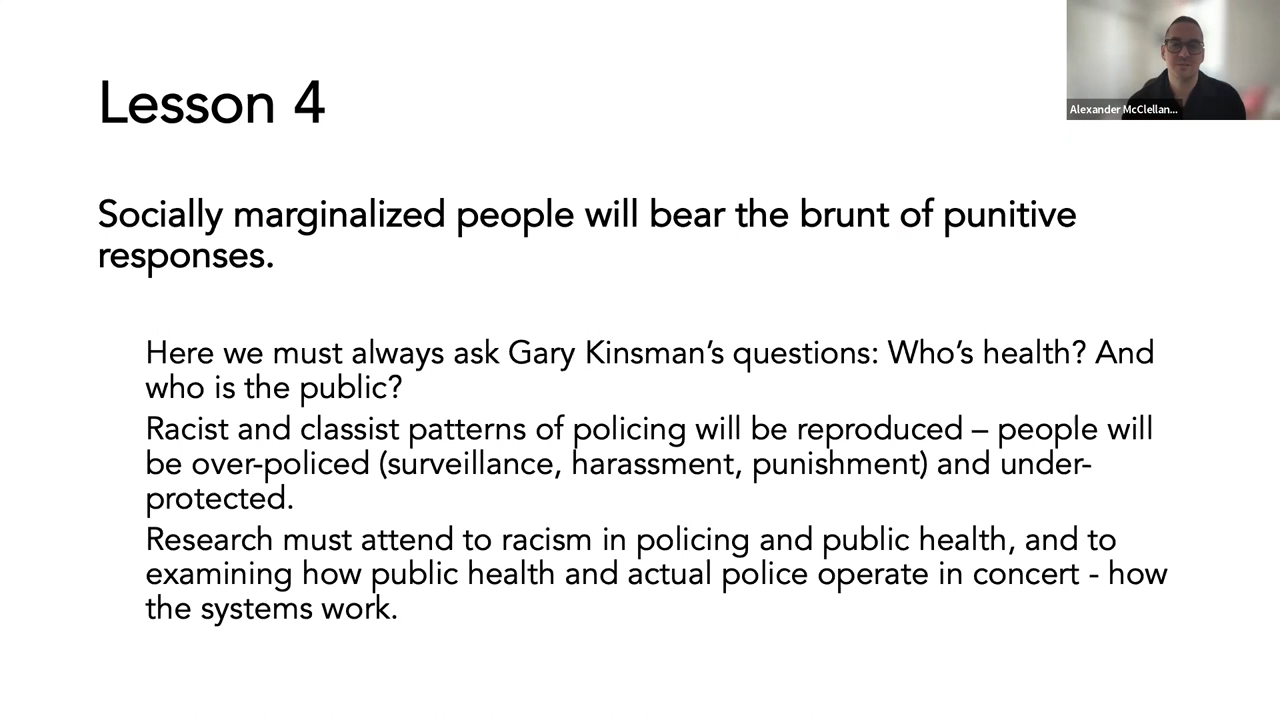 Alexander McClellan...
Lesson 4
Socially marginalized people will bear the brunt of punitive
responses.
Here we must always ask Gary Kinsman’s questions: Who’s health? And
who is the public?
Racist and classist patterns of policing will be reproduced – people will
be over-policed (surveillance, harassment, punishment) and under-
protected.
Research must attend to racism in policing and public health, and to
examining how public health and actual police operate in concert - how
the systems work.